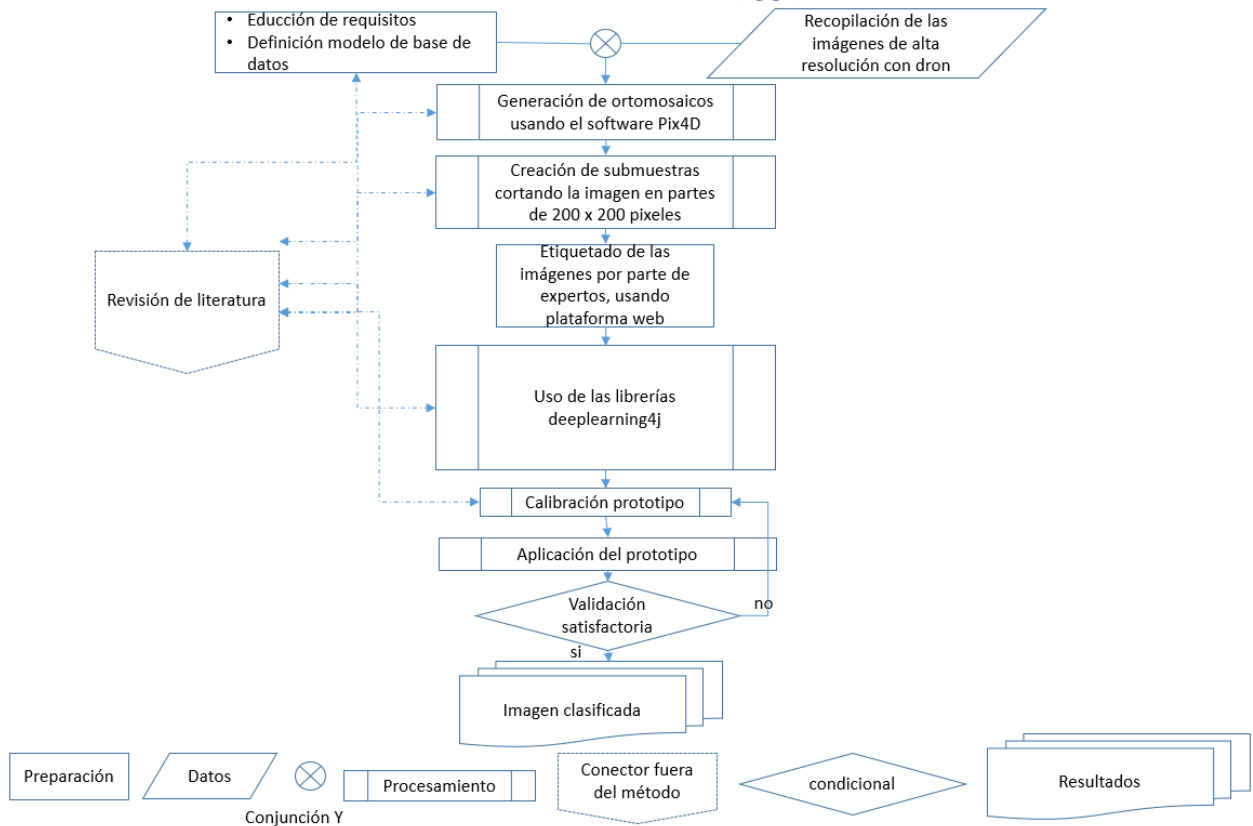 • Educción de requisitos
• Definición modelo de base de
datos
Recopilación de las
imágenes de alta
resolución con dron
Generación de ortomosaicos
usando el software Pix4D
Creación de submuestras
cortando la imagen en partes
de 200 x 200 pixeles
Etiquetado de las
imágenes por parte de
expertos, usando
plataforma web
Revisión de literatura
Uso de las librerías
deeplearning4j
Calibración prototipo
Aplicación del prototipo
Validación
satisfactoria
no
si
Imagen clasificada
Preparación
Datos
Conjunción Y
Procesamiento
Conector fuera
del método
condicional
Resultados